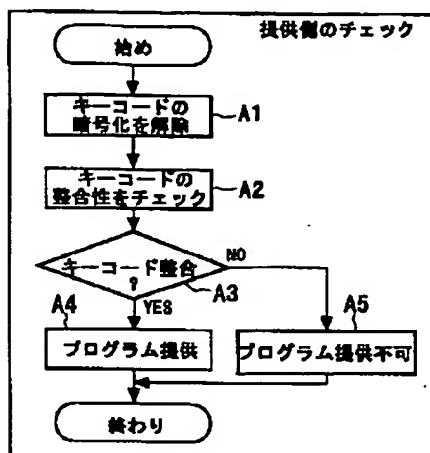 提供側のチェック
始め
キーコードの
暗号化を解除
A1
キーコードの
整合性をチェック
A2
キーコード整合
?
NO
A3
YES
A4
プログラム提供
A5
プログラム提供不可
終わり